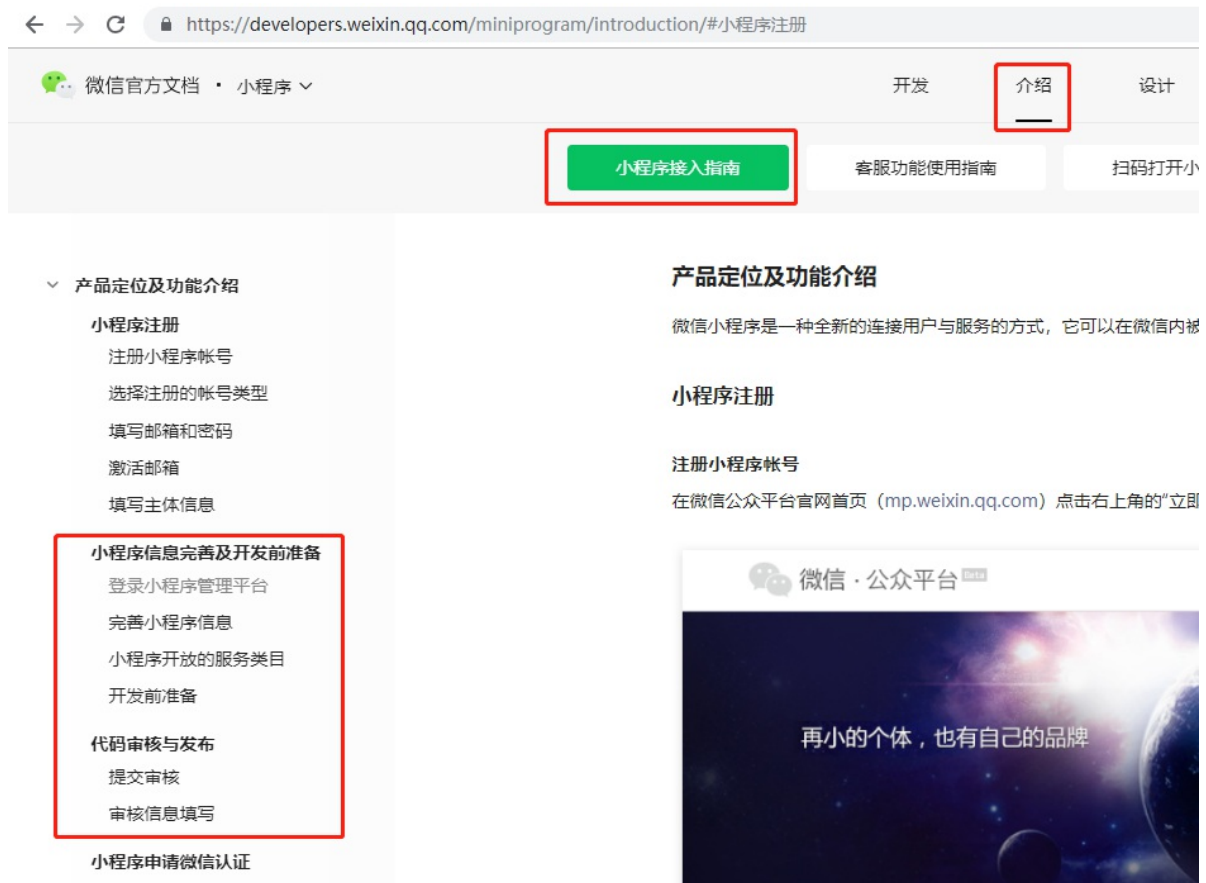 https://developers.weixin.qq.com/miniprogram/introduction/#小程序注册
微信官方文档 · 小程序 开发 介绍 设计
小程序接入指南 客服功能使用指南 扫码打开小
产品定位及功能介绍
小程序注册
注册小程序帐号
选择注册的帐号类型
填写邮箱和密码
激活邮箱
填写主体信息
小程序信息完善及开发前准备
登录小程序管理平台
完善小程序信息
小程序开放的服务类目
开发前准备
代码审核与发布
提交审核
审核信息填写
小程序申请微信认证
产品定位及功能介绍
微信小程序是一种全新的连接用户与服务的方式，它可以在微信内被
小程序注册
注册小程序帐号
在微信公众平台官网首页（mp.weixin.qq.com）点击右上角的“立即
微信·公众平台 Beta
再小的个体，也有自己的品牌